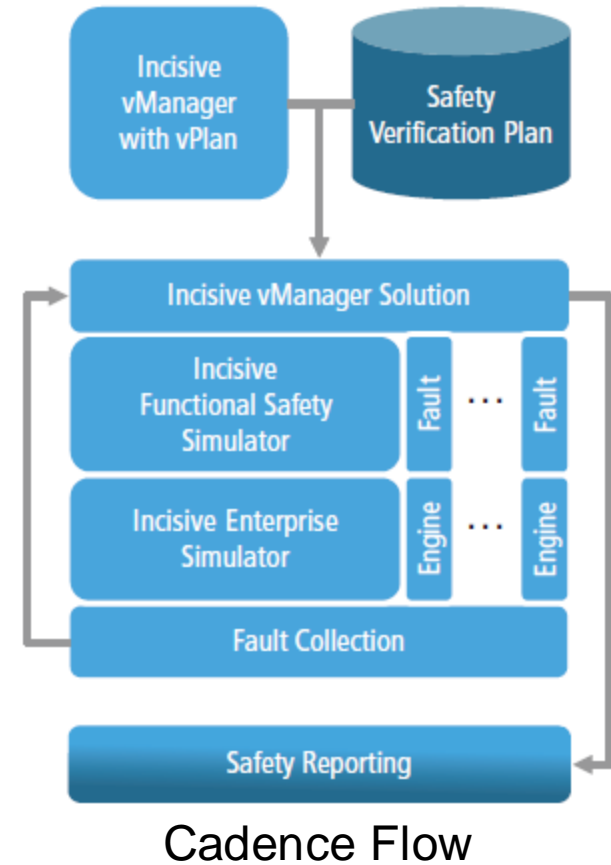 Incisive
vManager
with vPlan
Safety
Verification Plan
Incisive vManager Solution
Incisive
Functional Safety
Simulator
Fault
...
Fault
Incisive Enterprise
Simulator
Engine
...
Engine
Fault Collection
Safety Reporting
Cadence Flow